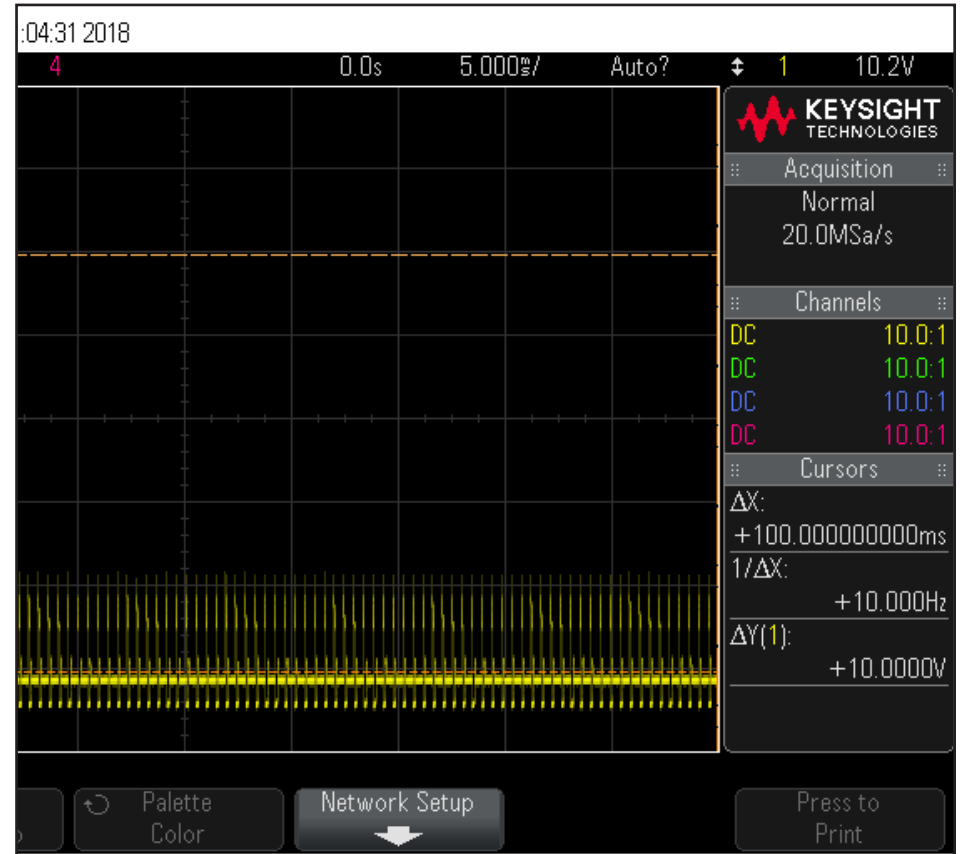 :04:31 2018
4 0.0s 5.000ms/ Auto? 1 10.2V
KEYSIGHT
TECHNOLOGIES
Acquisition
Normal
20.0MSa/s
Channels
DC 10.0:1
DC 10.0:1
DC 10.0:1
DC 10.0:1
Cursors
ΔX:
+100.000000000ms
1/ΔX:
+10.000Hz
ΔY(1):
+10.0000V
Palette
Color
Network Setup
Press to
Print